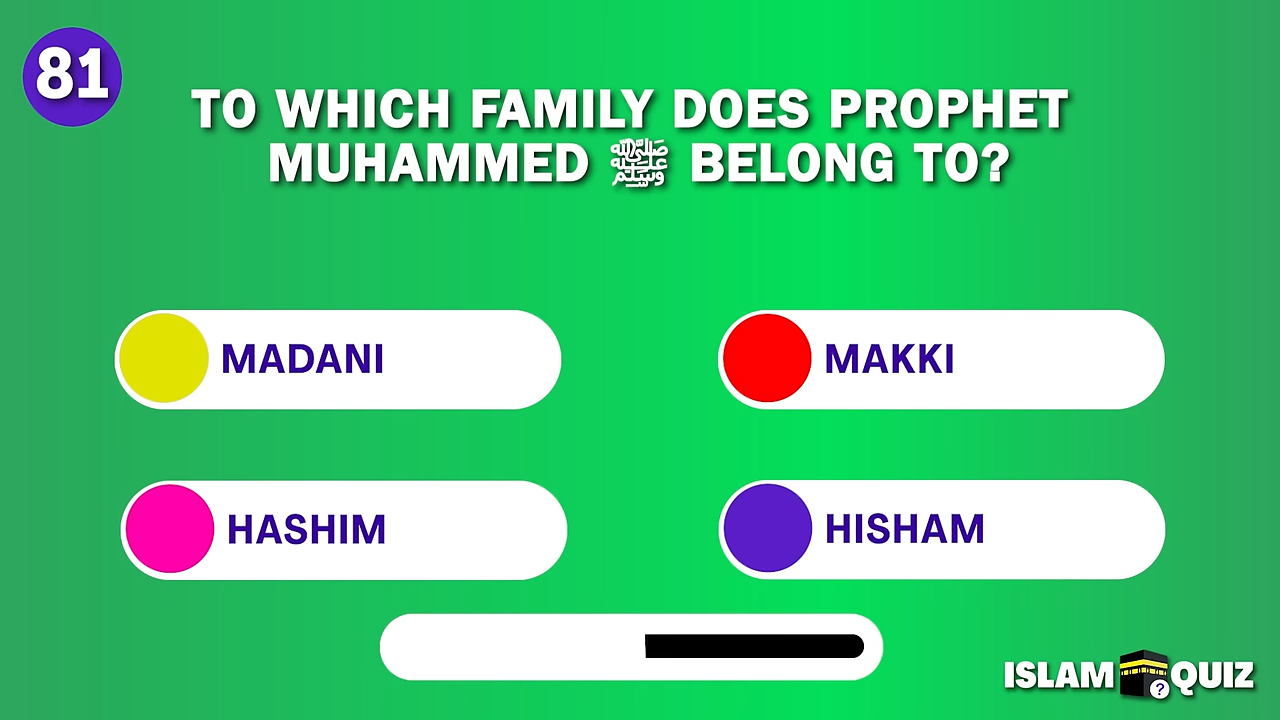 81
TO WHICH FAMILY DOES PROPHET
MUHAMMED ﷺ BELONG TO?
MADANI
MAKKI
HASHIM
HISHAM
ISLAM QUIZ
?